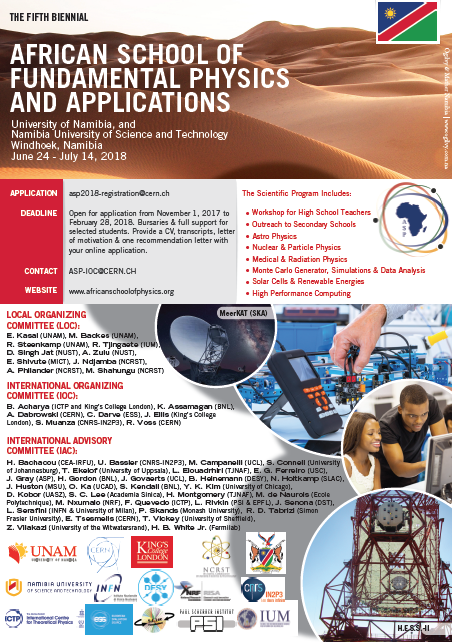 THE FIFTH BIENNIAL
AFRICAN SCHOOL OF
FUNDAMENTAL PHYSICS
AND APPLICATIONS
University of Namibia, and
Namibia University of Science and Technology
Windhoek, Namibia
June 24 - July 14, 2018
APPLICATION
asp2018-registration@cern.ch
DEADLINE
Open for application from November 1, 2017 to
February 28, 2018. Bursaries & full support for
selected students. Provide a CV, transcripts, letter
of motivation & one recommendation letter with
your online application.
CONTACT
ASP-IOC@CERN.CH
WEBSITE
www.africanschoolofphysics.org
The Scientific Program Includes:
• Workshop for High School Teachers
• Outreach to Secondary Schools
• Astro Physics
• Nuclear & Particle Physics
• Medical & Radiation Physics
• Monte Carlo Generator, Simulations & Data Analysis
• Solar Cells & Renewable Energies
• High Performance Computing
ASP
MeerKAT (SKA)
LOCAL ORGANIZING
COMMITTEE (LOC):
E. Kasai (UNAM), M. Backes (UNAM),
R. Steenkamp (UNAM), R. Tjingaete (IUM),
D. Singh Jat (NUST), A. Zulu (NUST),
E. Shivute (MICT), J. Ndjamba (NCRST),
A. Philander (NCRST), M. Shahungu (NCRST)
INTERNATIONAL ORGANIZING
COMMITTEE (IOC):
B. Acharya (ICTP and King's College London), K. Assamagan (BNL),
A. Dabrowski (CERN), C. Darve (ESS), J. Ellis (King's College
London), S. Muanza (CNRS-IN2P3), R. Voss (CERN)
INTERNATIONAL ADVISORY
COMMITTEE (IAC):
H. Bachacou (CEA-IRFU), U. Bassler (CNRS-IN2P3), M. Campanelli (UCL), S. Connell (University
of Johannesburg), T. Ekelof (University of Uppsala), L. Elouadrhiri (TJNAF), E. G. Ferreiro (USC),
J. Gray (ASP), H. Gordon (BNL), J. Govaerts (UCL), B. Heinemann (DESY), N. Holtkamp (SLAC),
J. Huston (MSU), O. Ka (UCAD), S. Kendall (BNL), Y. K. Kim (University of Chicago),
D. Kobor (UASZ), S. C. Lee (Academia Sinica), H. Montgomery (TJNAF), M. de Naurois (Ecole
Polytechnique), M. Nxumalo (NRF), F. Quevedo (ICTP), L. Rivkin (PSI & EPFL), J. Senona (DST),
L. Serafini (INFN & University of Milan), P. Skands (Monash University), R. D. Tabrizi (Simon
Frasier University), E. Tsesmelis (CERN), T. Vickey (University of Sheffield),
Z. Vilakazi (University of the Witwatersrand), H. B. White Jr. (Fermilab)
UNAM
UNIVERSITY OF NAMIBIA
CERN
KING'S
College
LONDON
NCRST
NAMIBIA UNIVERSITY
OF SCIENCE AND TECHNOLOGY
INFN
DESY
NRF
iRISA
cnrs
IN2P3
ICTP
International Centre
for Theoretical Physics
ess
PAUL SCHERRER INSTITUT
PSI
IUM
H.E.S.S.-II